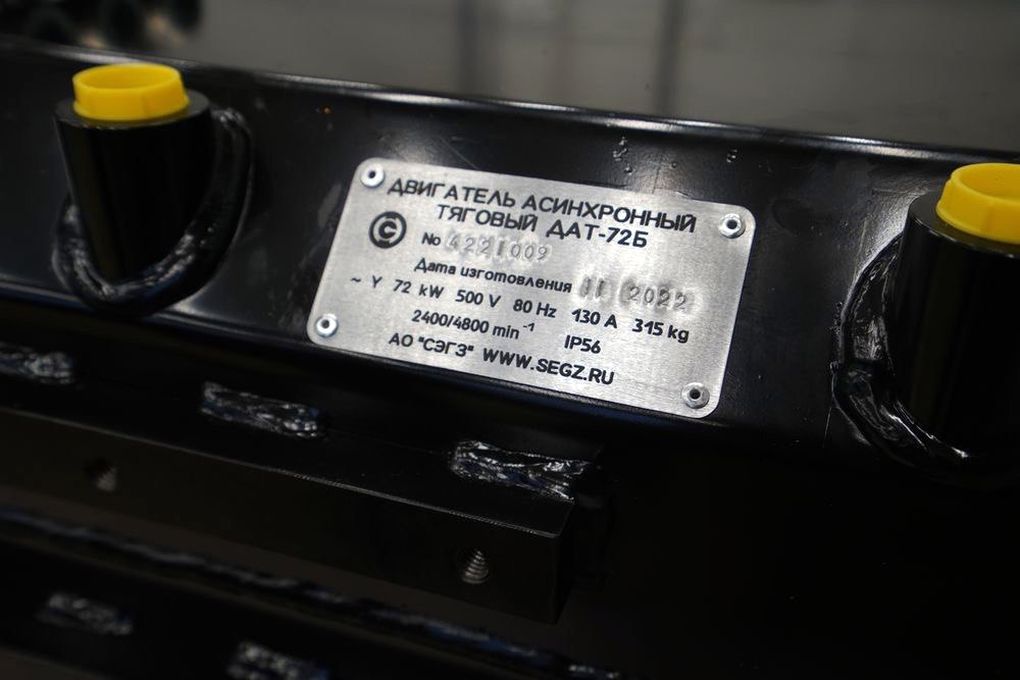 ДВИГАТЕЛЬ АСИНХРОННЫЙ
ТЯГОВЫЙ ДАТ-72Б
No 4221009
Дата изготовления 11 2022
~ Y 72 kW 500 V 80 Hz 130 A 315 kg
2400/4800 min⁻¹ IP56
АО "СЭГЗ" WWW.SEGZ.RU